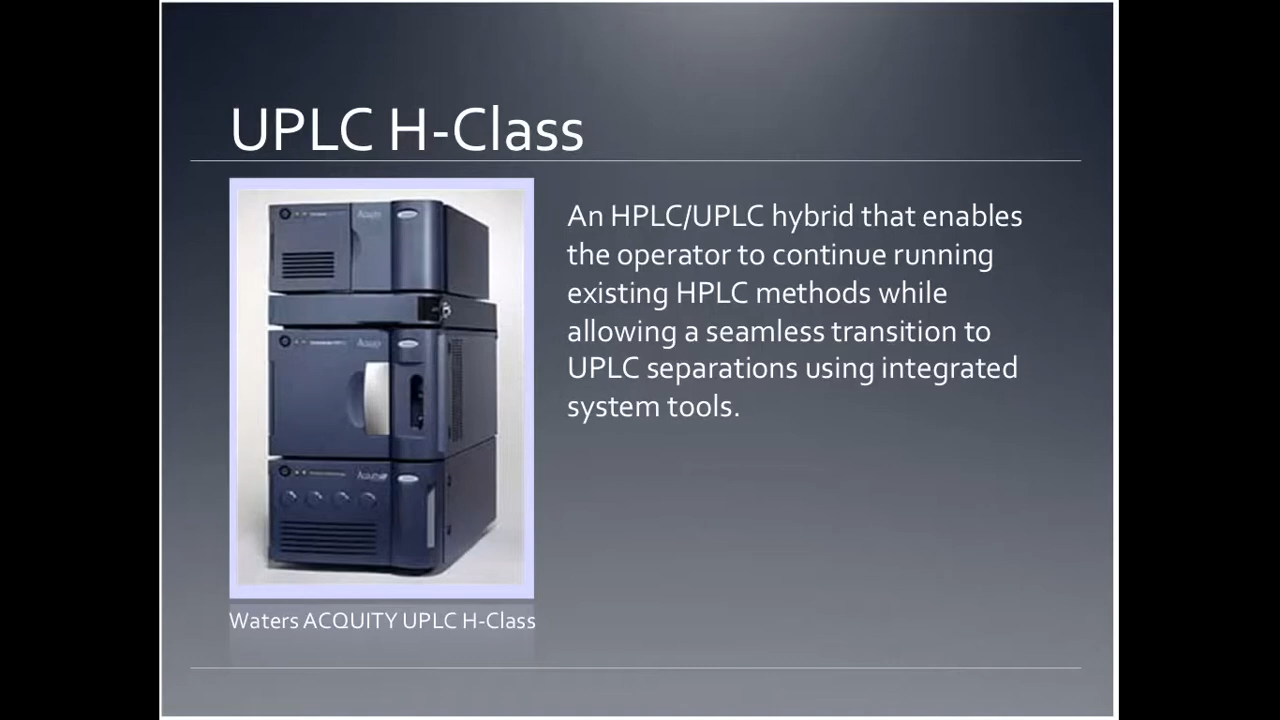 UPLC H-Class
An HPLC/UPLC hybrid that enables
the operator to continue running
existing HPLC methods while
allowing a seamless transition to
UPLC separations using integrated
system tools.
Waters ACQUITY UPLC H-Class